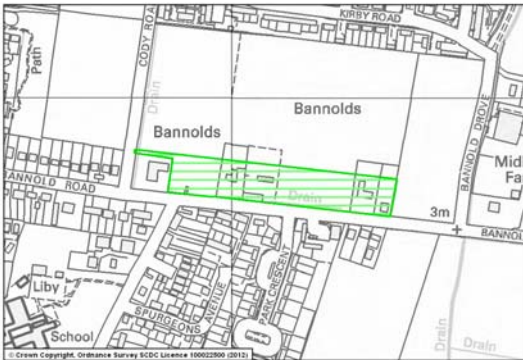 KIRBY ROAD
CODY ROAD
Path
Drain
Bannolds
Bannolds
BANNOLD DROVE
Mid
Fa
BANNOLD ROAD
Drain
3m
BANNOL
Liby
School
SPURGEONS
AVENUE
PARK CRESCENT
Drain
Drain
© Crown Copyright. Ordnance Survey SCDC Licence 100022500 (2012)